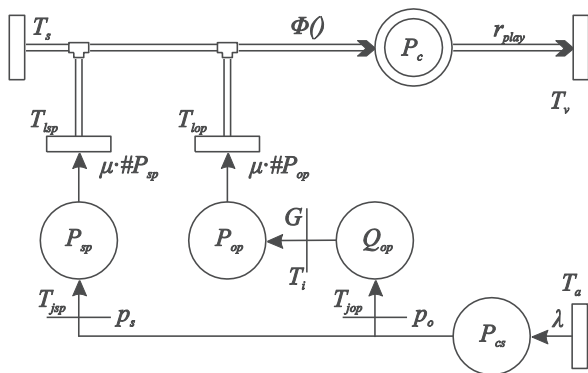 T_s
Φ()
P_c
r_play
T_v
T_lsp
T_lop
μ·#P_sp
μ·#P_op
P_sp
P_op
G
T_i
Q_op
T_a
T_jsp
p_s
T_jop
p_o
P_cs
λ